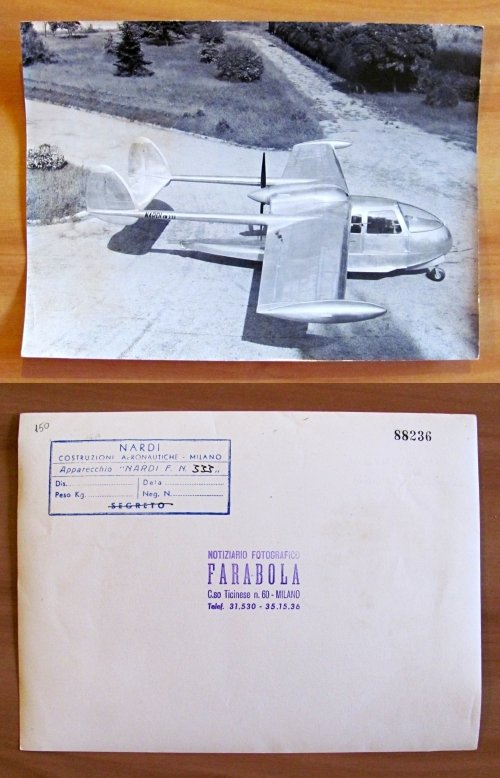 150
88236
NARDI
COSTRUZIONI AERONAUTICHE - MILANO
Apparecchio "NARDI F. N. 333"
Dis. Data
Peso Kg. Neg. N.
SEGRETO
NOTIZIARIO FOTOGRAFICO
FARABOLA
C.so Ticinese n. 60 - MILANO
Telef. 31.530 - 35.15.36